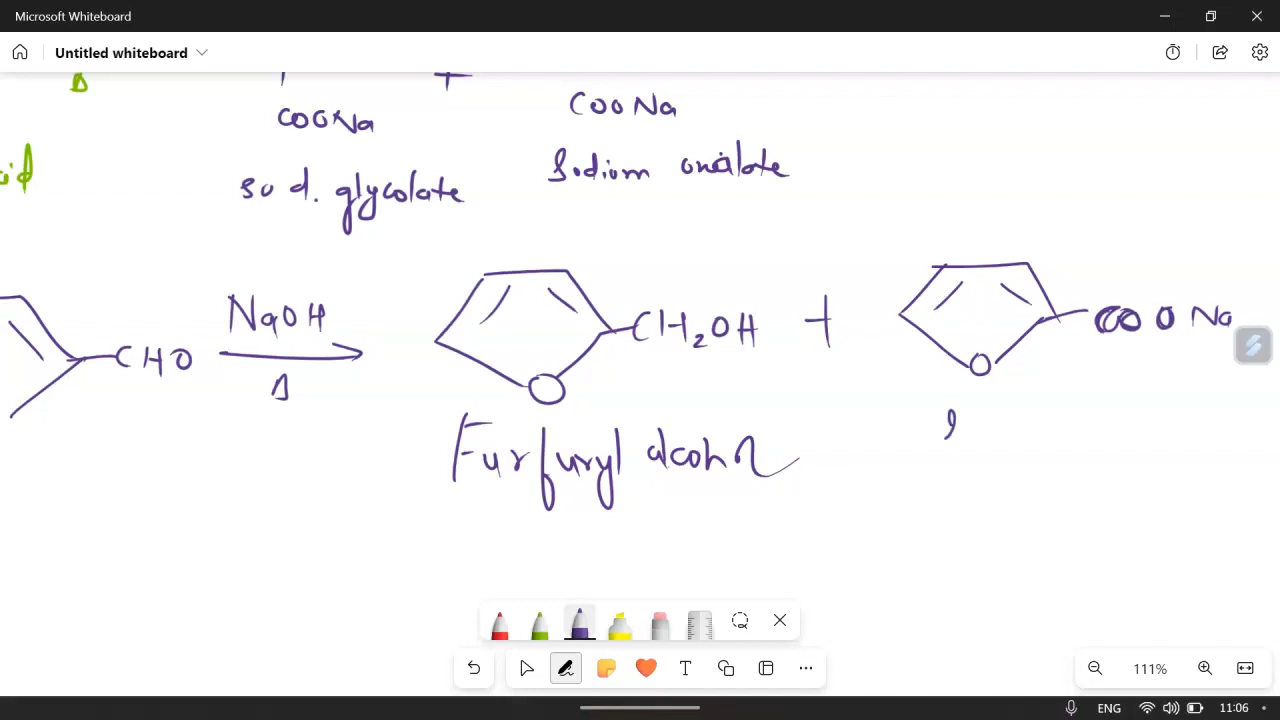 Microsoft Whiteboard
Untitled whiteboard
COONa
COONa
sod. glycolate
Sodium oxalate
CHO
NaOH
Δ
O
CH₂OH
+
O
COONa
Furfuryl alcohol
111%
ENG
11:06